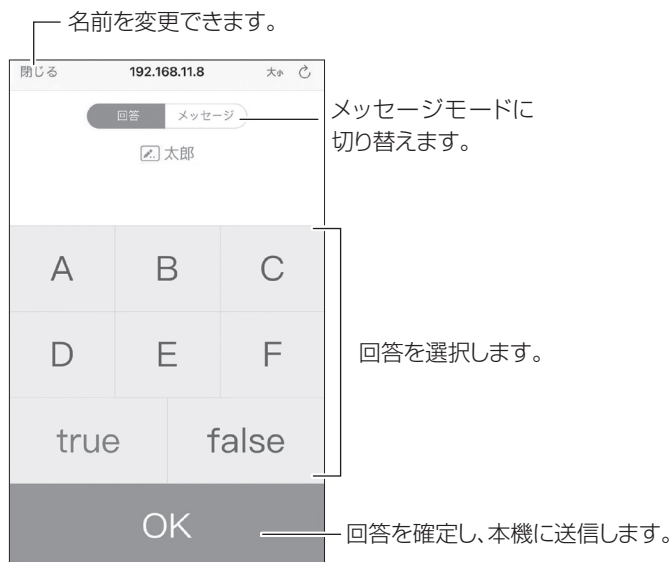 名前を変更できます。
閉じる 192.168.11.8 大小
回答 メッセージ
メッセージモードに
切り替えます。
太郎
A B C
D E F
回答を選択します。
true false
OK
回答を確定し、本機に送信します。